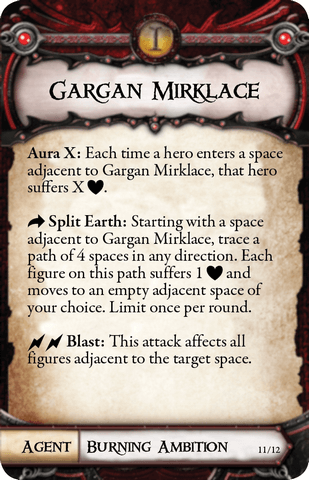 I
Gargan Mirklace
Aura X: Each time a hero enters a space
adjacent to Gargan Mirklace, that hero
suffers X ♥.
Split Earth: Starting with a space
adjacent to Gargan Mirklace, trace a
path of 4 spaces in any direction. Each
figure on this path suffers 1 ♥ and
moves to an empty adjacent space of
your choice. Limit once per round.
Blast: This attack affects all
figures adjacent to the target space.
Agent Burning Ambition 11/12